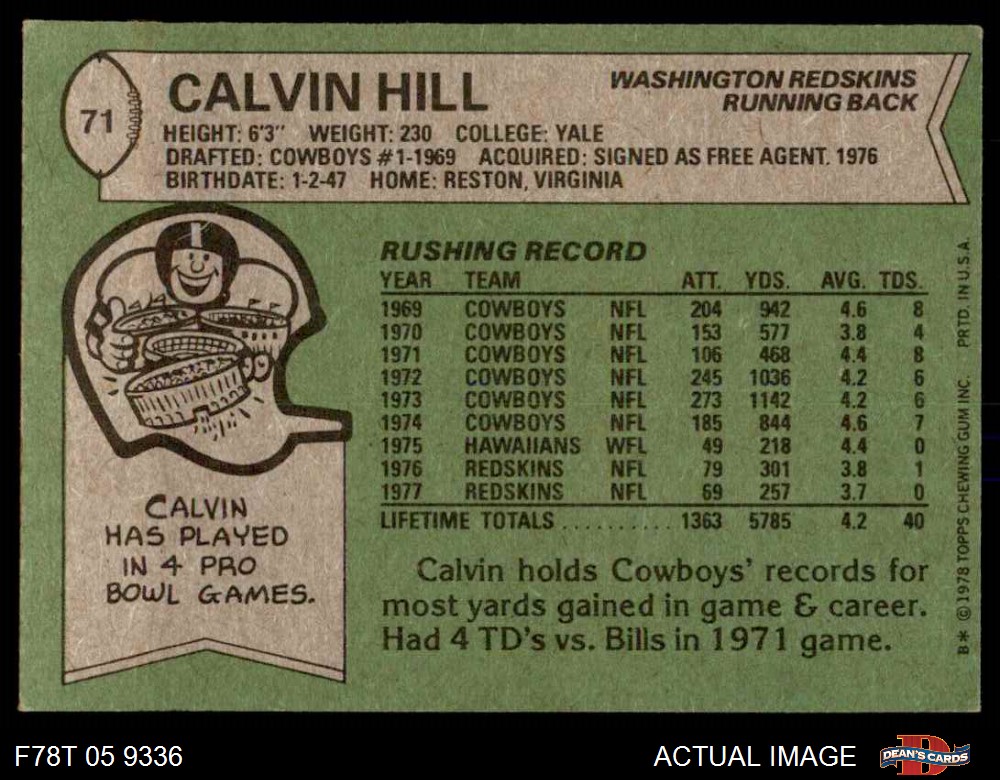 71
CALVIN HILL
WASHINGTON REDSKINS
RUNNING BACK
HEIGHT: 6'3" WEIGHT: 230 COLLEGE: YALE
DRAFTED: COWBOYS #1-1969 ACQUIRED: SIGNED AS FREE AGENT. 1976
BIRTHDATE: 1-2-47 HOME: RESTON, VIRGINIA
RUSHING RECORD
YEAR TEAM ATT. YDS. AVG. TDS.
1969 COWBOYS NFL 204 942 4.6 8
1970 COWBOYS NFL 153 577 3.8 4
1971 COWBOYS NFL 106 468 4.4 8
1972 COWBOYS NFL 245 1036 4.2 6
1973 COWBOYS NFL 273 1142 4.2 6
1974 COWBOYS NFL 185 844 4.6 7
1975 HAWAIIANS WFL 49 218 4.4 0
1976 REDSKINS NFL 79 301 3.8 1
1977 REDSKINS NFL 69 257 3.7 0
LIFETIME TOTALS .......... 1363 5785 4.2 40
CALVIN
HAS PLAYED
IN 4 PRO
BOWL GAMES.
Calvin holds Cowboys' records for
most yards gained in game & career.
Had 4 TD's vs. Bills in 1971 game.
B* © 1978 TOPPS CHEWING GUM INC. PRTD. IN U.S.A.
F78T 05 9336
ACTUAL IMAGE
D
DEAN'S CARDS